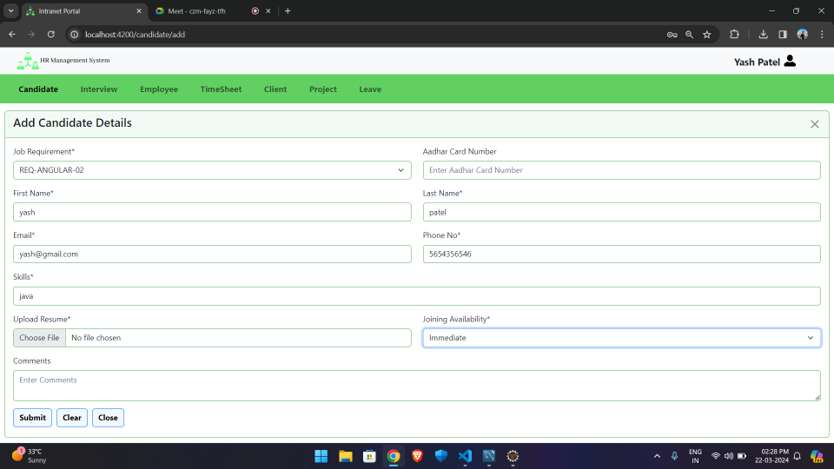 Intranet Portal
Meet - czm-fayz-tfh
localhost:4200/candidate/add
HR Management System
Yash Patel
Candidate Interview Employee TimeSheet Client Project Leave
Add Candidate Details
Job Requirement* Aadhar Card Number
REQ-ANGULAR-02 Enter Aadhar Card Number
First Name* Last Name*
yash patel
Email* Phone No*
yash@gmail.com 5654356546
Skills*
java
Upload Resume* Joining Availability*
Choose File No file chosen Immediate
Comments
Enter Comments
Submit Clear Close
33°C
Sunny
ENG
IN
02:28 PM
22-03-2024